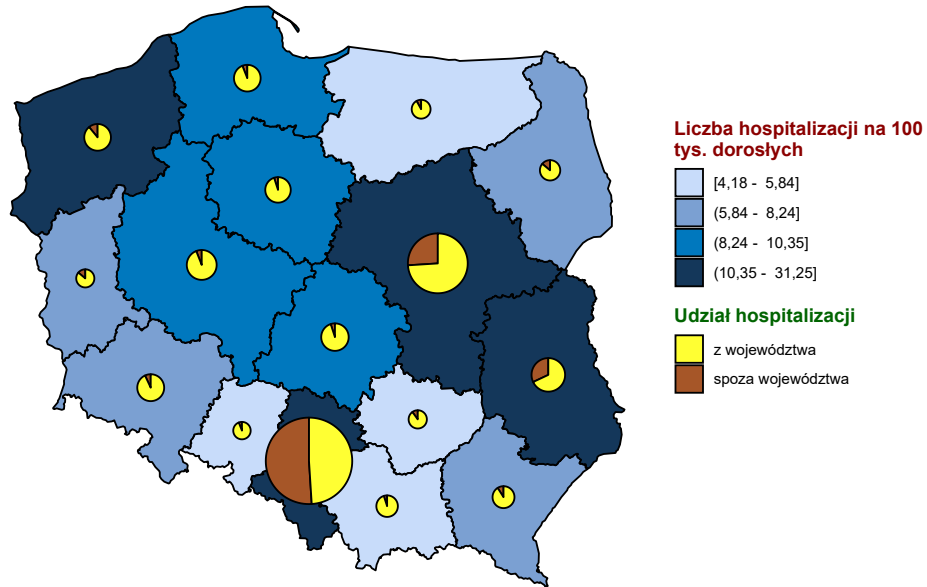 Liczba hospitalizacji na 100
tys. dorosłych
[4,18 - 5,84]
(5,84 - 8,24]
(8,24 - 10,35]
(10,35 - 31,25]
Udział hospitalizacji
z województwa
spoza województwa